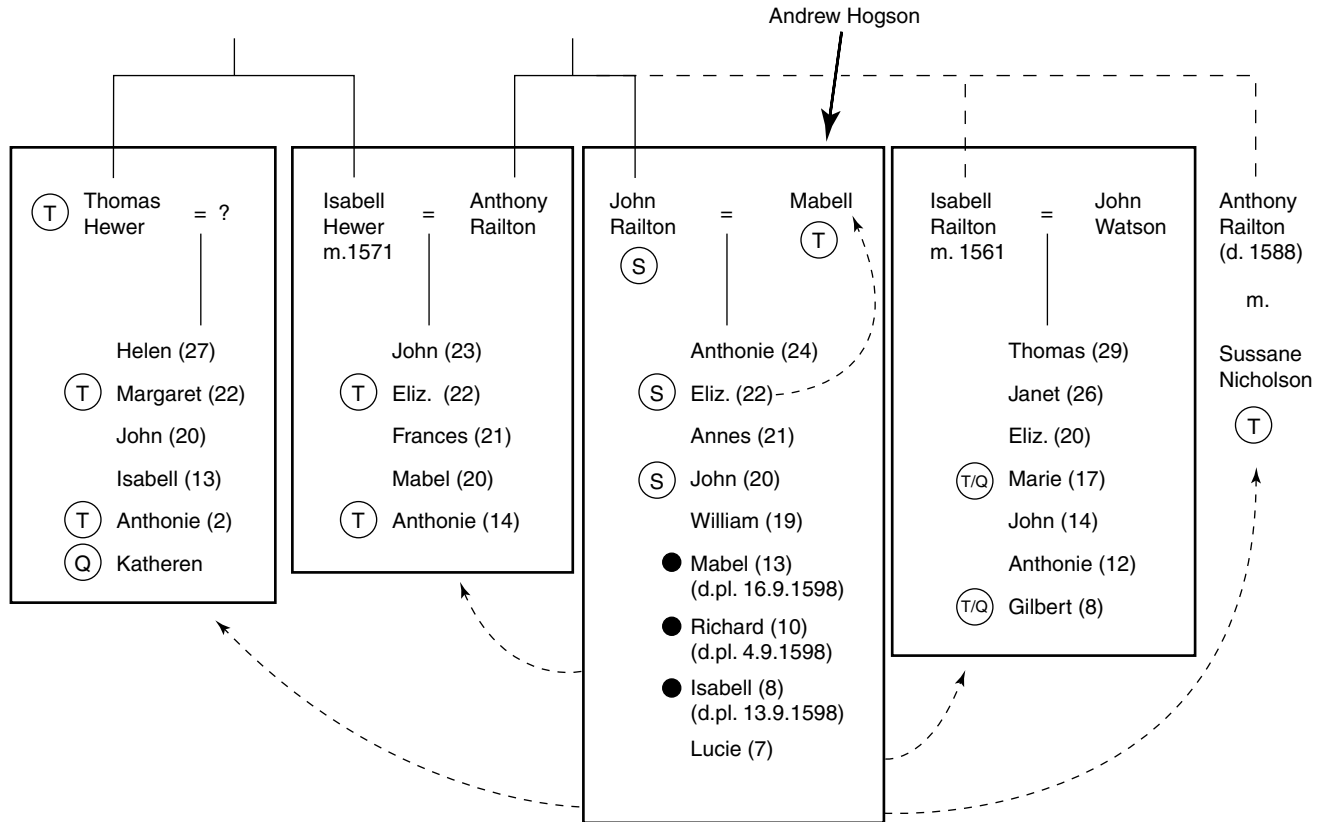 Andrew Hogson
T
Thomas
Hewer
= ?
Helen (27)
T
Margaret (22)
John (20)
Isabell (13)
T
Anthonie (2)
Q
Katheren
Isabell
Hewer
m.1571
=
Anthony
Railton
John (23)
T
Eliz. (22)
Frances (21)
Mabel (20)
T
Anthonie (14)
John
Railton
S
=
Mabell
T
Anthonie (24)
S
Eliz. (22)
Annes (21)
S
John (20)
William (19)
Mabel (13)
(d.pl. 16.9.1598)
Richard (10)
(d.pl. 4.9.1598)
Isabell (8)
(d.pl. 13.9.1598)
Lucie (7)
Isabell
Railton
m. 1561
=
John
Watson
Thomas (29)
Janet (26)
Eliz. (20)
T/Q
Marie (17)
John (14)
Anthonie (12)
T/Q
Gilbert (8)
Anthony
Railton
(d. 1588)
m.
Sussane
Nicholson
T